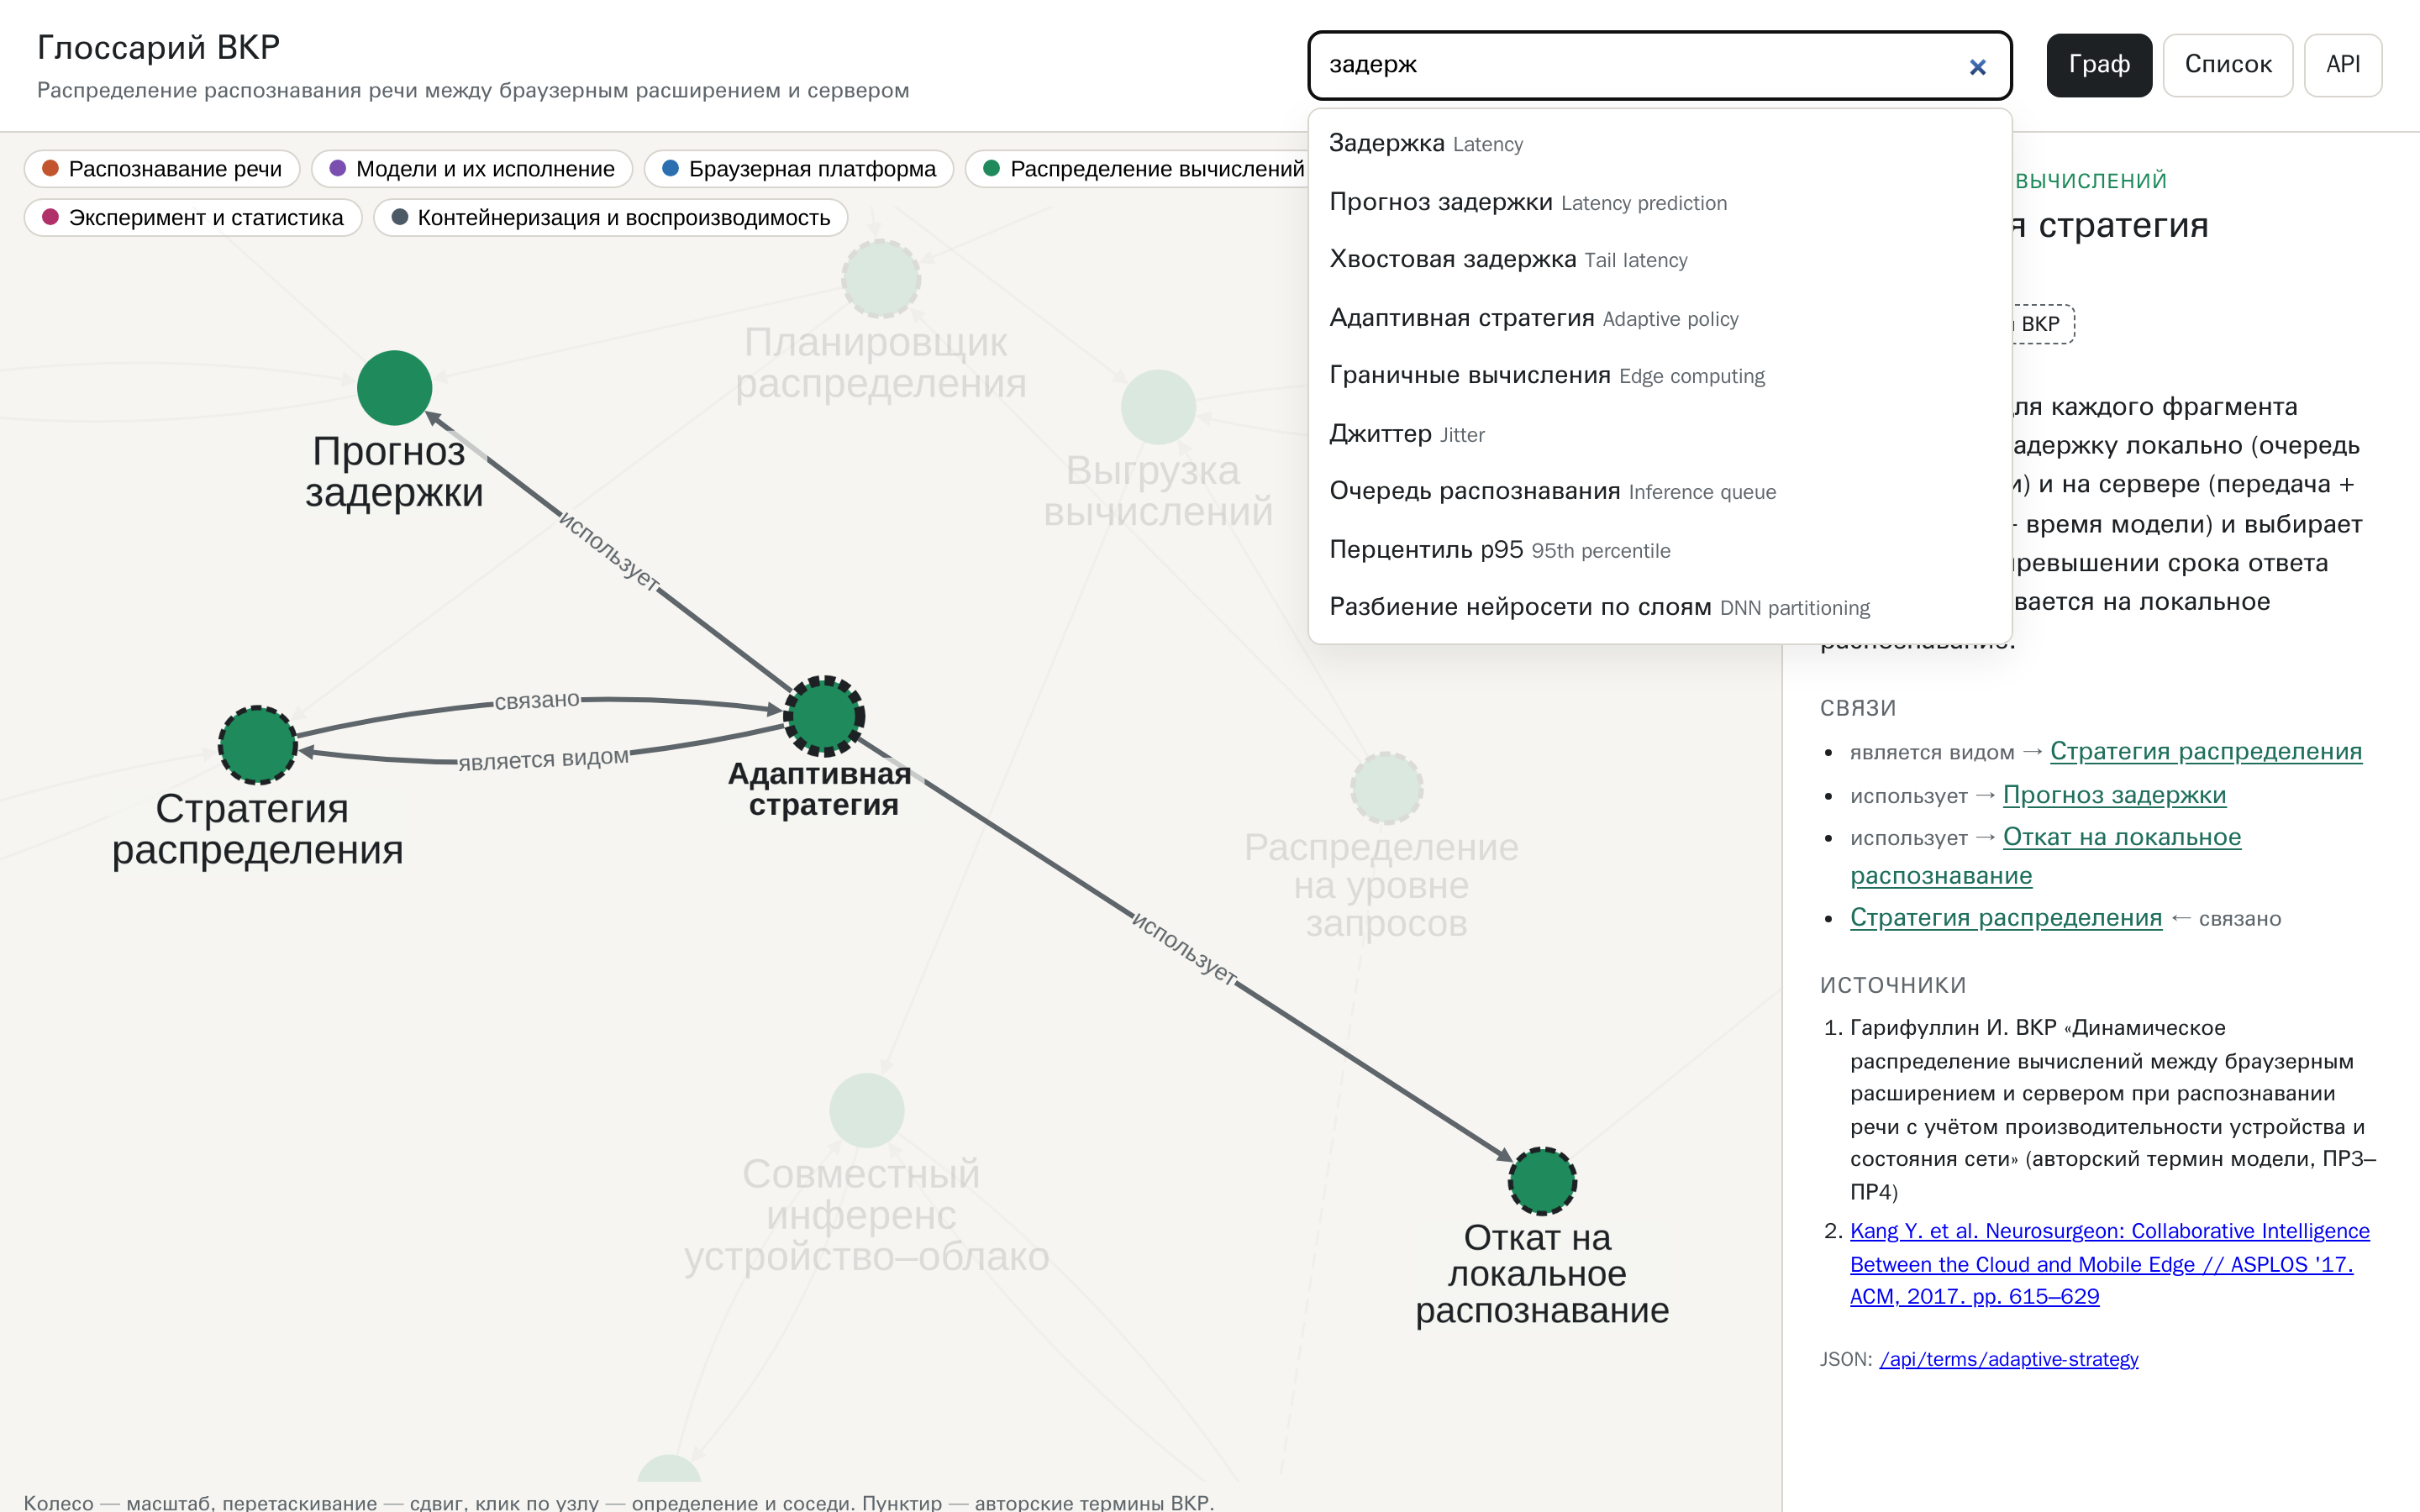 Глоссарий ВКР
Распределение распознавания речи между браузерным расширением и сервером
задерж
Граф
Список
API
Задержка Latency
Прогноз задержки Latency prediction
Хвостовая задержка Tail latency
Адаптивная стратегия Adaptive policy
Граничные вычисления Edge computing
Джиттер Jitter
Очередь распознавания Inference queue
Перцентиль p95 95th percentile
Разбиение нейросети по слоям DNN partitioning
Распознавание речи
Модели и их исполнение
Браузерная платформа
Распределение вычислений
Эксперимент и статистика
Контейнеризация и воспроизводимость
Планировщик
распределения
Прогноз
задержки
Выгрузка
вычислений
использует
связано
является видом
Адаптивная
стратегия
Стратегия
распределения
Распределение
на уровне
запросов
использует
Совместный
инференс
устройство–облако
Откат на
локальное
распознавание
Колесо — масштаб, перетаскивание — сдвиг, клик по узлу — определение и соседи. Пунктир — авторские термины ВКР.
ВЫЧИСЛЕНИЙ
стратегия
ВКР
каждого фрагмента
локально (очередь
и на сервере (передача +
время модели) и выбирает
срока ответа
на локальное
распознавание.
СВЯЗИ
• является видом → Стратегия распределения
• использует → Прогноз задержки
• использует → Откат на локальное
распознавание
• Стратегия распределения ← связано
ИСТОЧНИКИ
1. Гарифуллин И. ВКР «Динамическое
распределение вычислений между браузерным
расширением и сервером при распознавании
речи с учётом производительности устройства и
состояния сети» (авторский термин модели, ПР3–
ПР4)
2. Kang Y. et al. Neurosurgeon: Collaborative Intelligence
Between the Cloud and Mobile Edge // ASPLOS '17.
ACM, 2017. pp. 615–629
JSON: /api/terms/adaptive-strategy